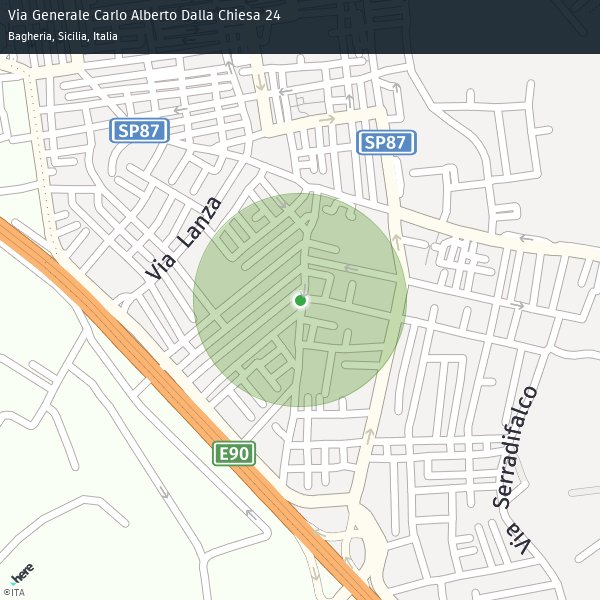 Via Generale Carlo Alberto Dalla Chiesa 24
Bagheria, Sicilia, Italia
SP87
SP87
Via Lanza
E90
Via Serradifalco
here
©ITA